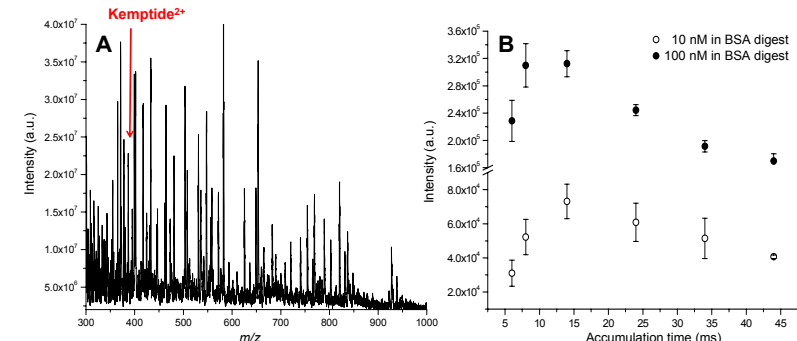 Kemptide²⁺
A
4.0x10⁷
3.5x10⁷
3.0x10⁷
2.5x10⁷
2.0x10⁷
1.5x10⁷
1.0x10⁷
5.0x10⁶
Intensity (a.u.)
300 400 500 600 700 800 900 1000
m/z
B
10 nM in BSA digest
100 nM in BSA digest
3.6x10⁵
3.2x10⁵
2.8x10⁵
2.4x10⁵
2.0x10⁵
1.6x10⁵
8.0x10⁴
6.0x10⁴
4.0x10⁴
2.0x10⁴
Intensity (a.u.)
5 10 15 20 25 30 35 40 45
Accumulation time (ms)